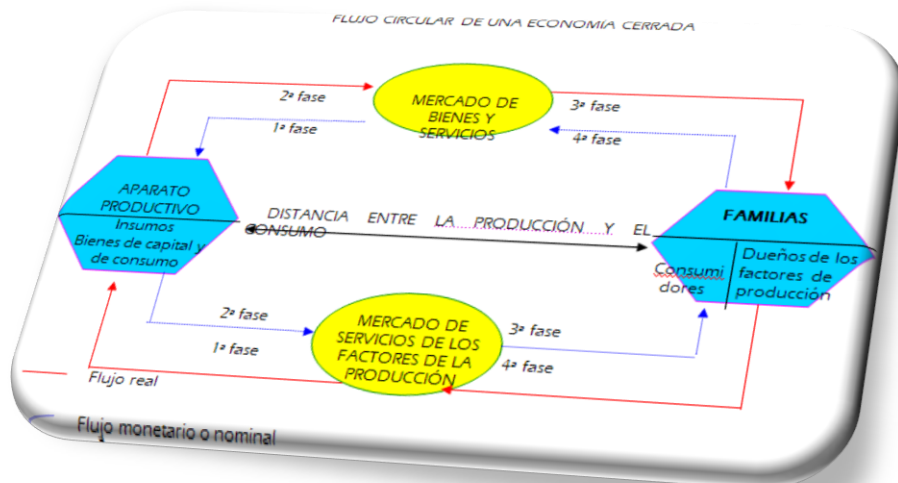 FLUJO CIRCULAR DE UNA ECONOMÍA CERRADA
2ª fase
MERCADO DE
BIENES Y
SERVICIOS
3ª fase
1ª fase
4ª fase
APARATO
PRODUCTIVO
Insumos
Bienes de capital y
de consumo
DISTANCIA ENTRE LA PRODUCCIÓN Y EL
CONSUMO
FAMILIAS
Consumi
dores
Dueños de los
factores de
producción
2ª fase
1ª fase
MERCADO DE
SERVICIOS DE LOS
FACTORES DE LA
PRODUCCIÓN
3ª fase
4ª fase
Flujo real
Flujo monetario o nominal